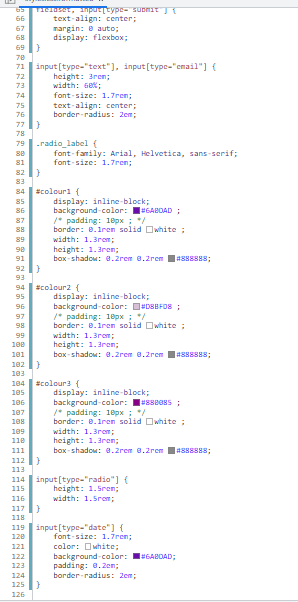 65 fieldset, input[type="submit"] {
66 text-align: center;
67 margin: 0 auto;
68 display: flexbox;
69 }
70
71 input[type="text"], input[type="email"] {
72 height: 3rem;
73 width: 60%;
74 font-size: 1.7rem;
75 text-align: center;
76 border-radius: 2em;
77 }
78
79 .radio_label {
80 font-family: Arial, Helvetica, sans-serif;
81 font-size: 1.7rem;
82 }
83
84 #colour1 {
85 display: inline-block;
86 background-color: #6A0DAD ;
87 /* padding: 10px ; */
88 border: 0.1rem solid white ;
89 width: 1.3rem;
90 height: 1.3rem;
91 box-shadow: 0.2rem 0.2rem #888888;
92 }
93
94 #colour2 {
95 display: inline-block;
96 background-color: #D8BFD8 ;
97 /* padding: 10px ; */
98 border: 0.1rem solid white ;
99 width: 1.3rem;
100 height: 1.3rem;
101 box-shadow: 0.2rem 0.2rem #888888;
102 }
103
104 #colour3 {
105 display: inline-block;
106 background-color: #880085 ;
107 /* padding: 10px ; */
108 border: 0.1rem solid white ;
109 width: 1.3rem;
110 height: 1.3rem;
111 box-shadow: 0.2rem 0.2rem #888888;
112 }
113
114 input[type="radio"] {
115 height: 1.5rem;
116 width: 1.5rem;
117 }
118
119 input[type="date"] {
120 font-size: 1.7rem;
121 color: white;
122 background-color: #6A0DAD;
123 padding: 0.2em;
124 border-radius: 2em;
125 }
126